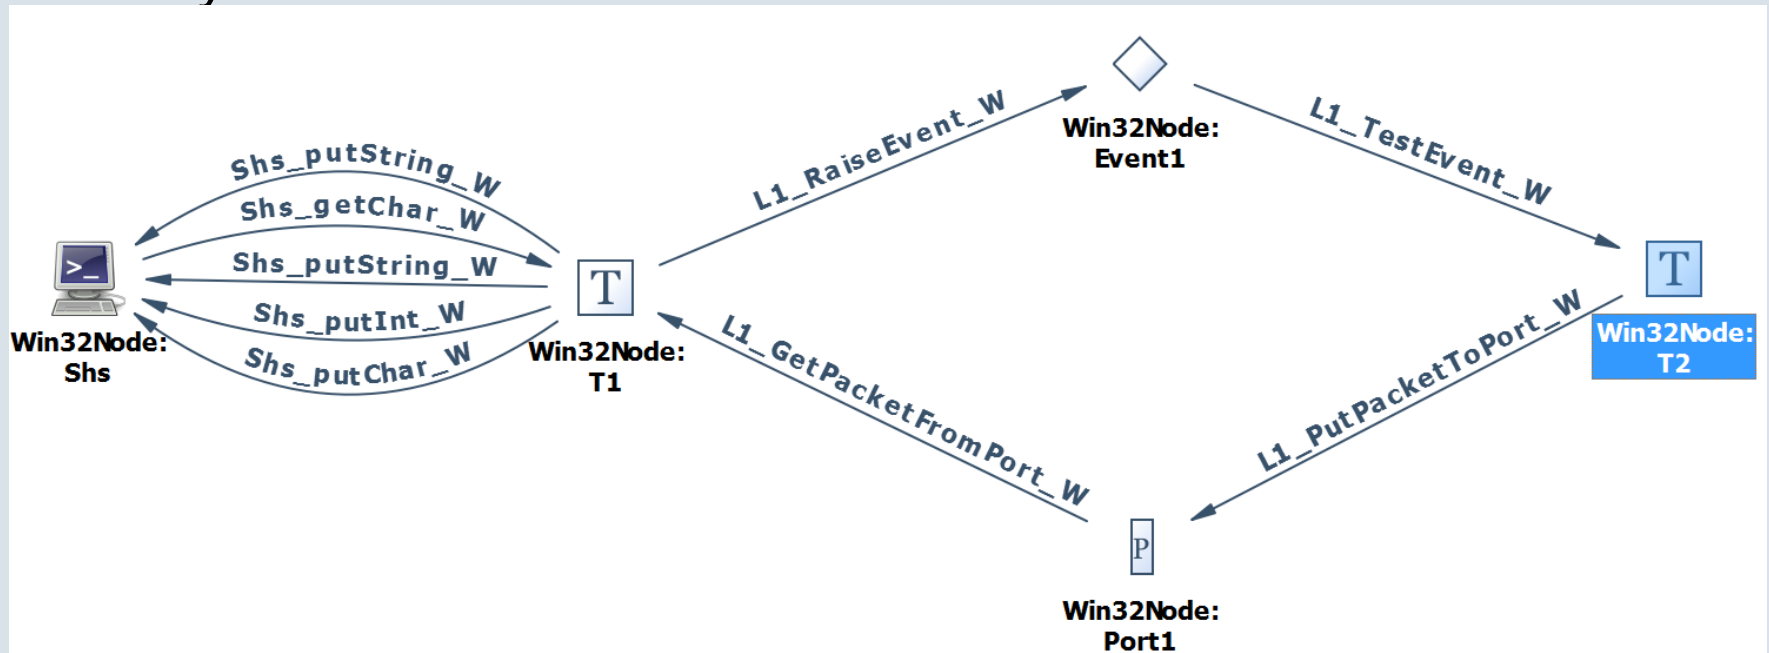 Shs_putString_W
Shs_getChar_W
Shs_putString_W
Shs_putInt_W
Shs_putChar_W
>_
Win32Node:
Shs
T
Win32Node:
T1
L1_RaiseEvent_W
Win32Node:
Event1
L1_TestEvent_W
T
Win32Node:
T2
L1_PutPacketToPort_W
L1_GetPacketFromPort_W
P
Win32Node:
Port1